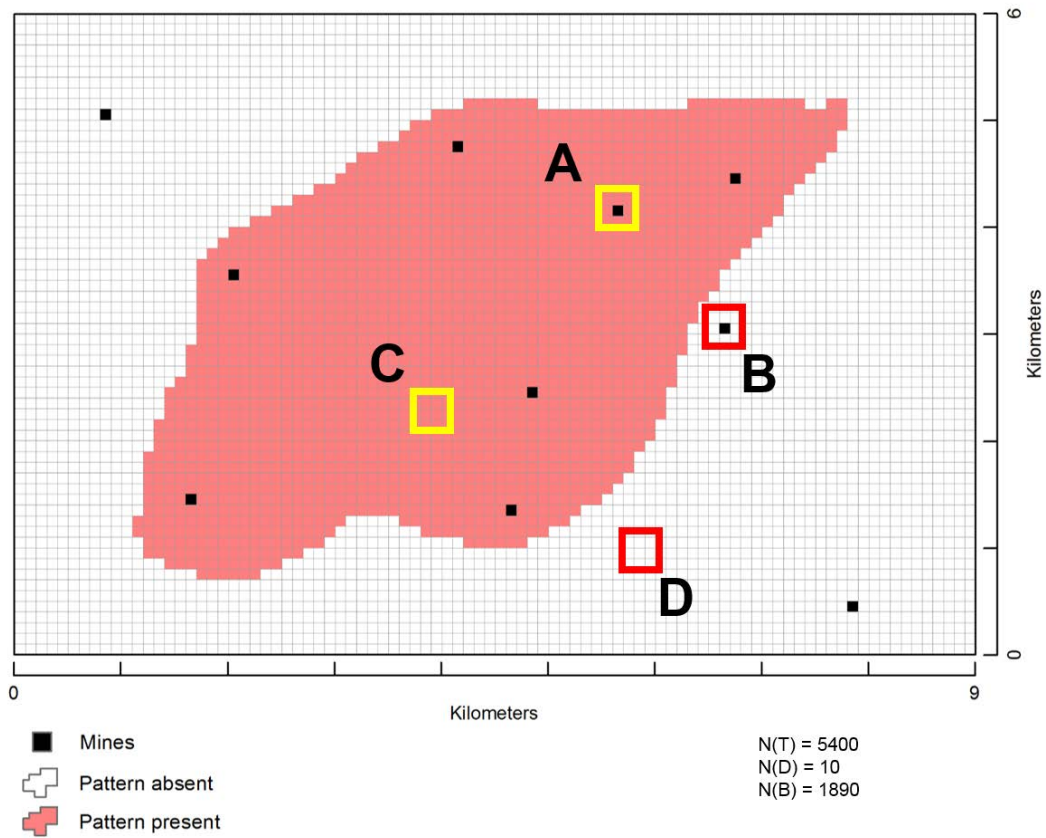 6
A
B
C
D
Kilometers
0
0
9
Kilometers
Mines
Pattern absent
Pattern present
N(T) = 5400
N(D) = 10
N(B) = 1890